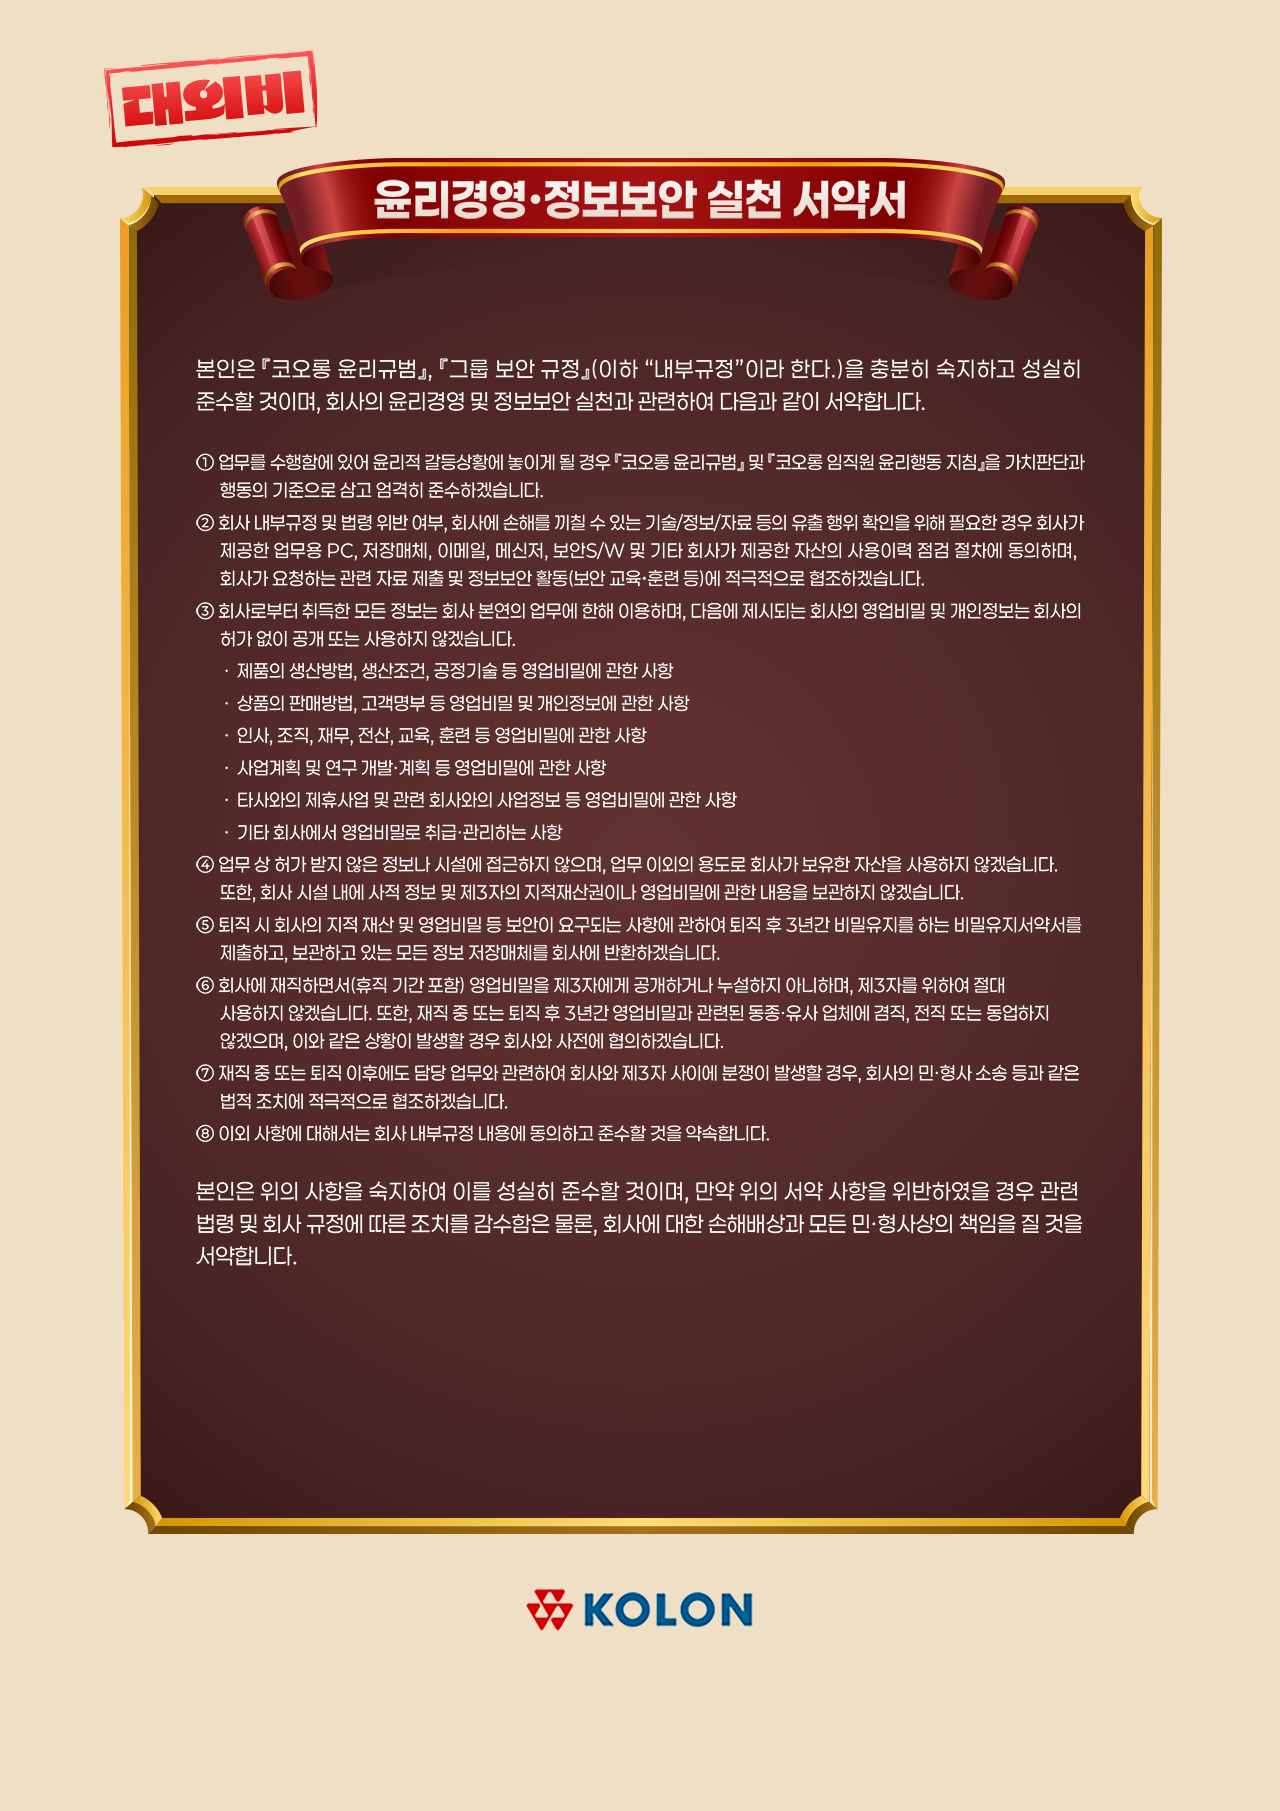 대외비
윤리경영·정보보안 실천 서약서
본인은 『코오롱 윤리규범』, 『그룹 보안 규정』(이하 “내부규정”이라 한다.)을 충분히 숙지하고 성실히
준수할 것이며, 회사의 윤리경영 및 정보보안 실천과 관련하여 다음과 같이 서약합니다.
① 업무를 수행함에 있어 윤리적 갈등상황에 놓이게 될 경우 『코오롱 윤리규범』 및 『코오롱 임직원 윤리행동 지침』을 가치판단과
행동의 기준으로 삼고 엄격히 준수하겠습니다.
② 회사 내부규정 및 법령 위반 여부, 회사에 손해를 끼칠 수 있는 기술/정보/자료 등의 유출 행위 확인을 위해 필요한 경우 회사가
제공한 업무용 PC, 저장매체, 이메일, 메신저, 보안S/W 및 기타 회사가 제공한 자산의 사용이력 점검 절차에 동의하며,
회사가 요청하는 관련 자료 제출 및 정보보안 활동(보안 교육·훈련 등)에 적극적으로 협조하겠습니다.
③ 회사로부터 취득한 모든 정보는 회사 본연의 업무에 한해 이용하며, 다음에 제시되는 회사의 영업비밀 및 개인정보는 회사의
허가 없이 공개 또는 사용하지 않겠습니다.
· 제품의 생산방법, 생산조건, 공정기술 등 영업비밀에 관한 사항
· 상품의 판매방법, 고객명부 등 영업비밀 및 개인정보에 관한 사항
· 인사, 조직, 재무, 전산, 교육, 훈련 등 영업비밀에 관한 사항
· 사업계획 및 연구 개발·계획 등 영업비밀에 관한 사항
· 타사와의 제휴사업 및 관련 회사와의 사업정보 등 영업비밀에 관한 사항
· 기타 회사에서 영업비밀로 취급·관리하는 사항
④ 업무 상 허가 받지 않은 정보나 시설에 접근하지 않으며, 업무 이외의 용도로 회사가 보유한 자산을 사용하지 않겠습니다.
또한, 회사 시설 내에 사적 정보 및 제3자의 지적재산권이나 영업비밀에 관한 내용을 보관하지 않겠습니다.
⑤ 퇴직 시 회사의 지적 재산 및 영업비밀 등 보안이 요구되는 사항에 관하여 퇴직 후 3년간 비밀유지를 하는 비밀유지서약서를
제출하고, 보관하고 있는 모든 정보 저장매체를 회사에 반환하겠습니다.
⑥ 회사에 재직하면서(휴직 기간 포함) 영업비밀을 제3자에게 공개하거나 누설하지 아니하며, 제3자를 위하여 절대
사용하지 않겠습니다. 또한, 재직 중 또는 퇴직 후 3년간 영업비밀과 관련된 동종·유사 업체에 겸직, 전직 또는 동업하지
않겠으며, 이와 같은 상황이 발생할 경우 회사와 사전에 협의하겠습니다.
⑦ 재직 중 또는 퇴직 이후에도 담당 업무와 관련하여 회사와 제3자 사이에 분쟁이 발생할 경우, 회사의 민·형사 소송 등과 같은
법적 조치에 적극적으로 협조하겠습니다.
⑧ 이외 사항에 대해서는 회사 내부규정 내용에 동의하고 준수할 것을 약속합니다.
본인은 위의 사항을 숙지하여 이를 성실히 준수할 것이며, 만약 위의 서약 사항을 위반하였을 경우 관련
법령 및 회사 규정에 따른 조치를 감수함은 물론, 회사에 대한 손해배상과 모든 민·형사상의 책임을 질 것을
서약합니다.
KOLON